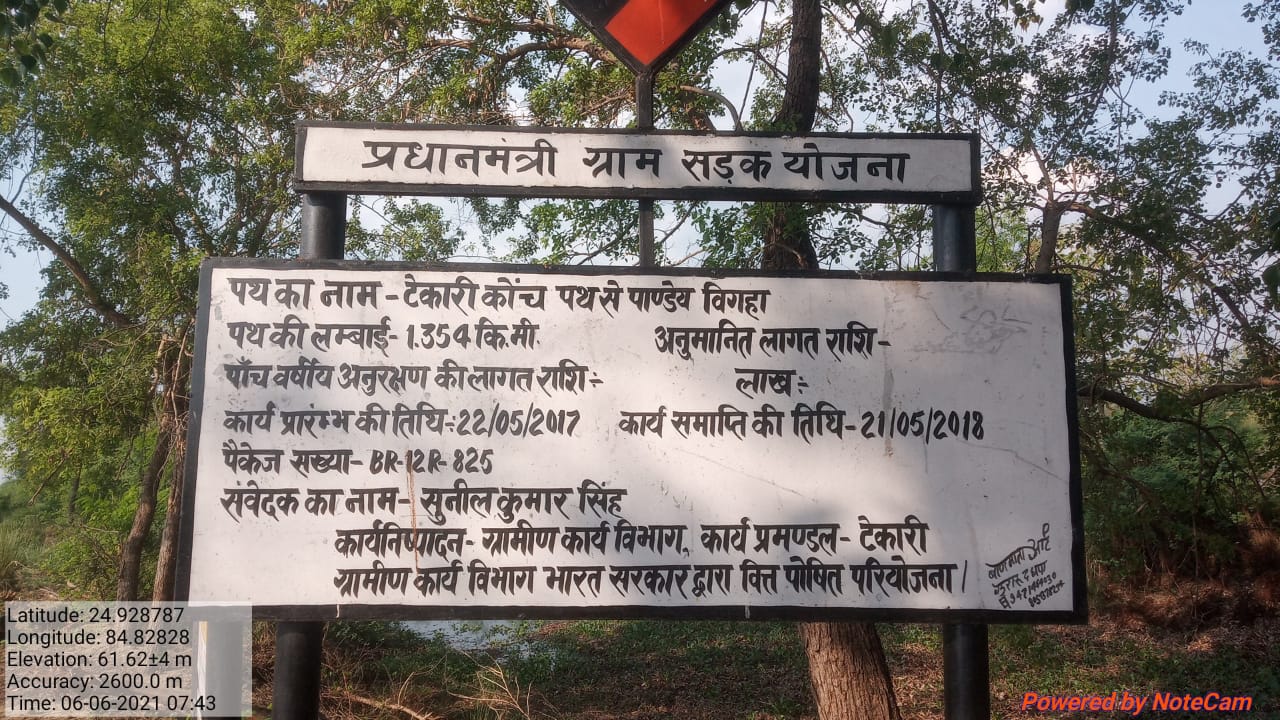 प्रधानमंत्री ग्राम सड़क योजना
पथ का नाम - टेकारी कोंच पथ से पाण्डेय विगहा
पथ की लम्बाई - 1.354 कि.मी. अनुमानित लागत राशि -
पाँच वर्षीय अनुरक्षण की लागत राशि :- लाख :-
कार्य प्रारंम्भ की तिथि :- 22/05/2017 कार्य समाप्ति की तिथि - 21/05/2018
पैकेज सख्या - BR-12R-825
संवेदक का नाम - सुनील कुमार सिंह
कार्यनिष्पादन - ग्रामीण कार्य विभाग, कार्य प्रमण्डल - टेकारी
ग्रामीण कार्य विभाग भारत सरकार द्वारा वित्त पोषित परियोजना।
आर्ट
Latitude: 24.928787
Longitude: 84.82828
Elevation: 61.62±4 m
Accuracy: 2600.0 m
Time: 06-06-2021 07:43
Powered by NoteCam